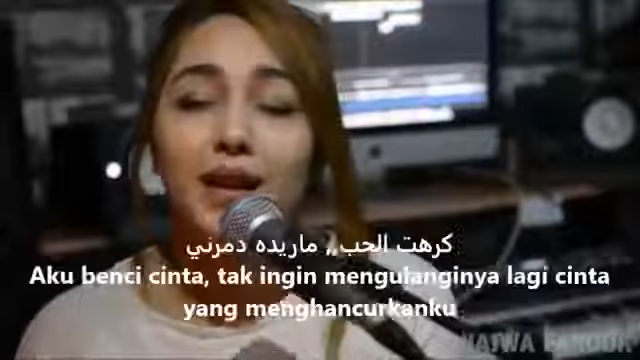 كرهت الحب,, ماريده دمرني
Aku benci cinta, tak ingin mengulanginya lagi cinta
yang menghancurkanku
NAJWA FAROUK